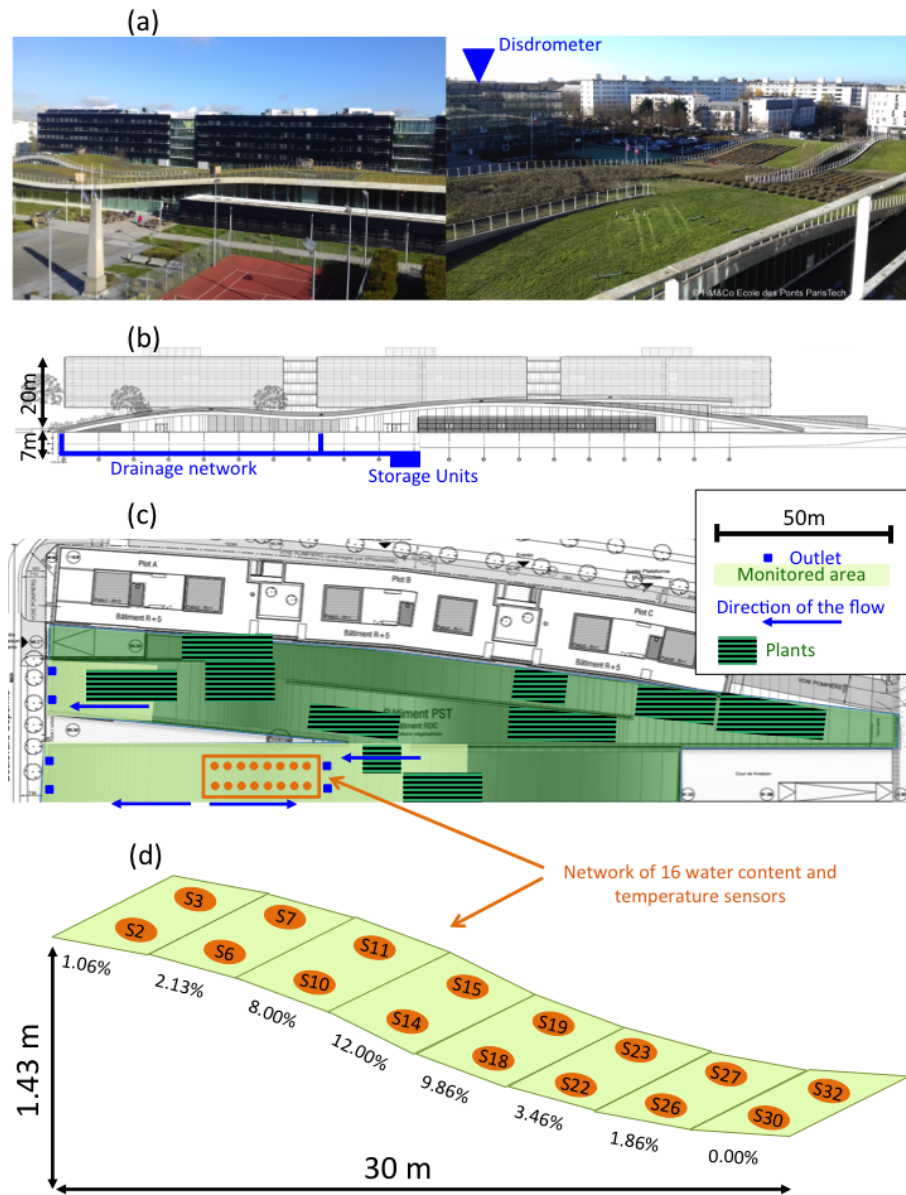 (a)
Disdrometer
© HM&Co Ecole des Ponts ParisTech
(b)
20m
7m
Drainage network
Storage Units
(c)
50m
Outlet
Monitored area
Direction of the flow
Plants
Plot A
Bâtiment R+5
Plot B
Bâtiment R+5
Plot C
Bâtiment R+5
Bâtiment PST
Cour de livraison
(d)
Network of 16 water content and
temperature sensors
S3
S7
S2
S6
S11
S10
S15
S14
S19
S18
S23
S22
S27
S26
S32
S30
1.06%
2.13%
8.00%
12.00%
9.86%
3.46%
1.86%
0.00%
1.43 m
30 m